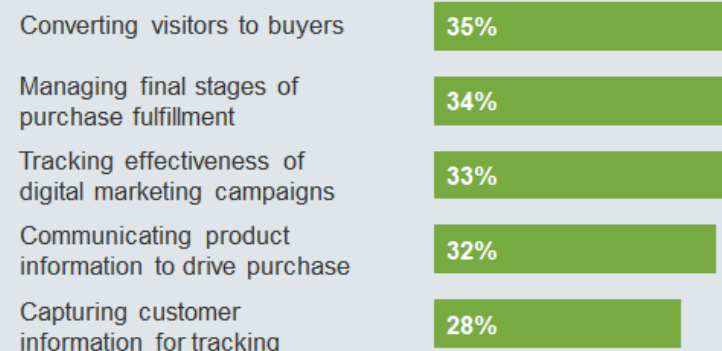 Converting visitors to buyers
35%
Managing final stages of
purchase fulfillment
34%
Tracking effectiveness of
digital marketing campaigns
33%
Communicating product
information to drive purchase
32%
Capturing customer
information for tracking
28%